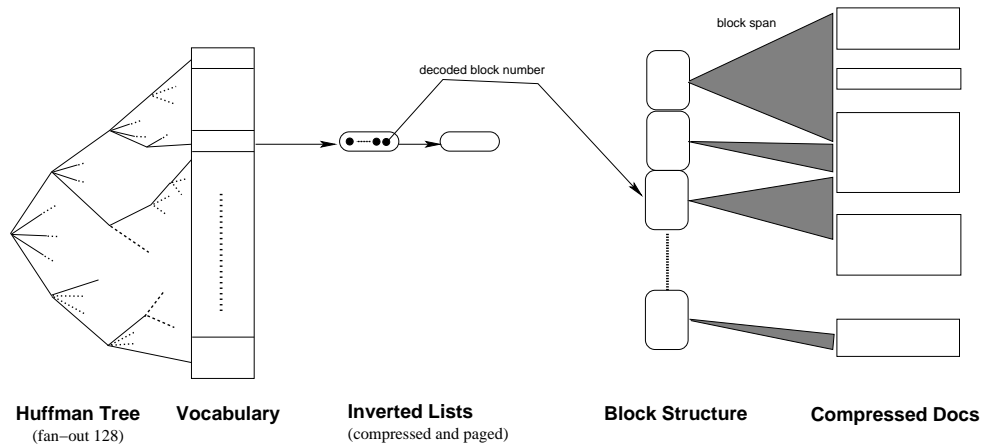 block span
decoded block number
Huffman Tree
(fan−out 128)
Vocabulary
Inverted Lists
(compressed and paged)
Block Structure
Compressed Docs